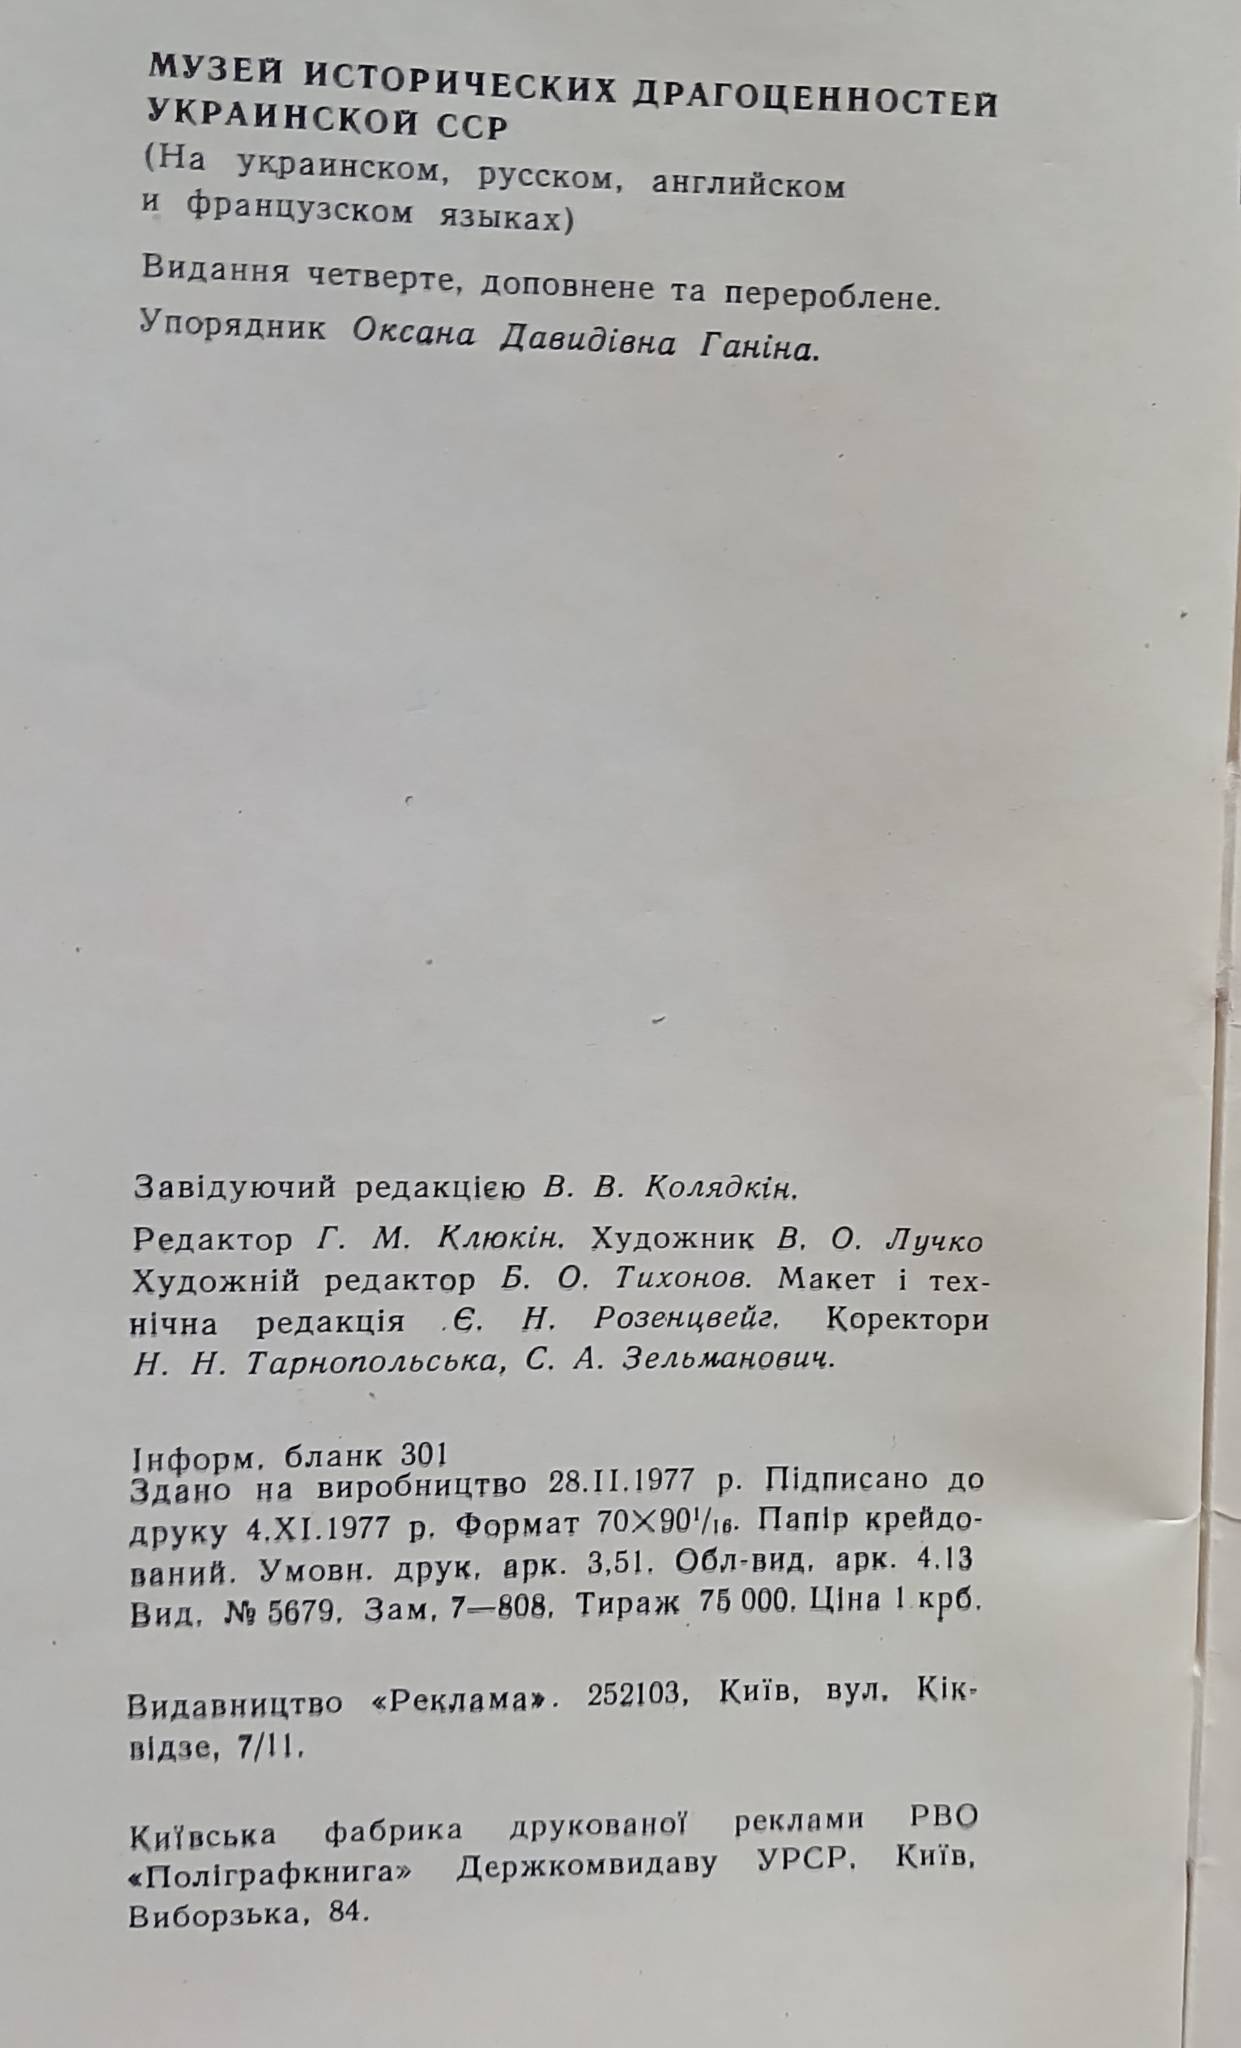 МУЗЕЙ ИСТОРИЧЕСКИХ ДРАГОЦЕННОСТЕЙ
УКРАИНСКОЙ ССР
(На украинском, русском, английском
и французском языках)
Видання четверте, доповнене та перероблене.
Упорядник Оксана Давидівна Ганіна.
Завідуючий редакцією В. В. Колядкін.
Редактор Г. М. Клюкін. Художник В. О. Лучко
Художній редактор Б. О. Тихонов. Макет і тех-
нічна редакція Є. Н. Розенцвейг. Коректори
Н. Н. Тарнопольська, С. А. Зельманович.
Інформ. бланк 301
Здано на виробництво 28.II.1977 р. Підписано до
друку 4.XI.1977 р. Формат 70×90¹/₁₆. Папір крейдо-
ваний. Умовн. друк. арк. 3,51. Обл-вид. арк. 4.13
Вид. № 5679. Зам. 7—808. Тираж 75 000. Ціна 1 крб.
Видавництво «Реклама». 252103, Київ, вул. Кік-
відзе, 7/11.
Київська фабрика друкованої реклами РВО
«Поліграфкнига» Держкомвидаву УРСР. Київ,
Виборзька, 84.